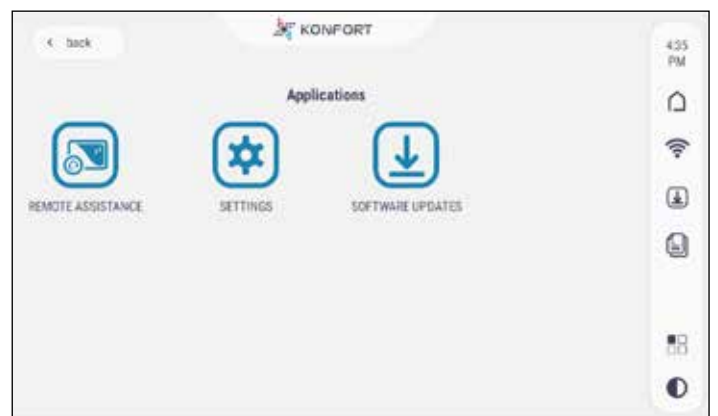 back
KONFORT
4:35
PM
Applications
REMOTE ASSISTANCE
SETTINGS
SOFTWARE UPDATES